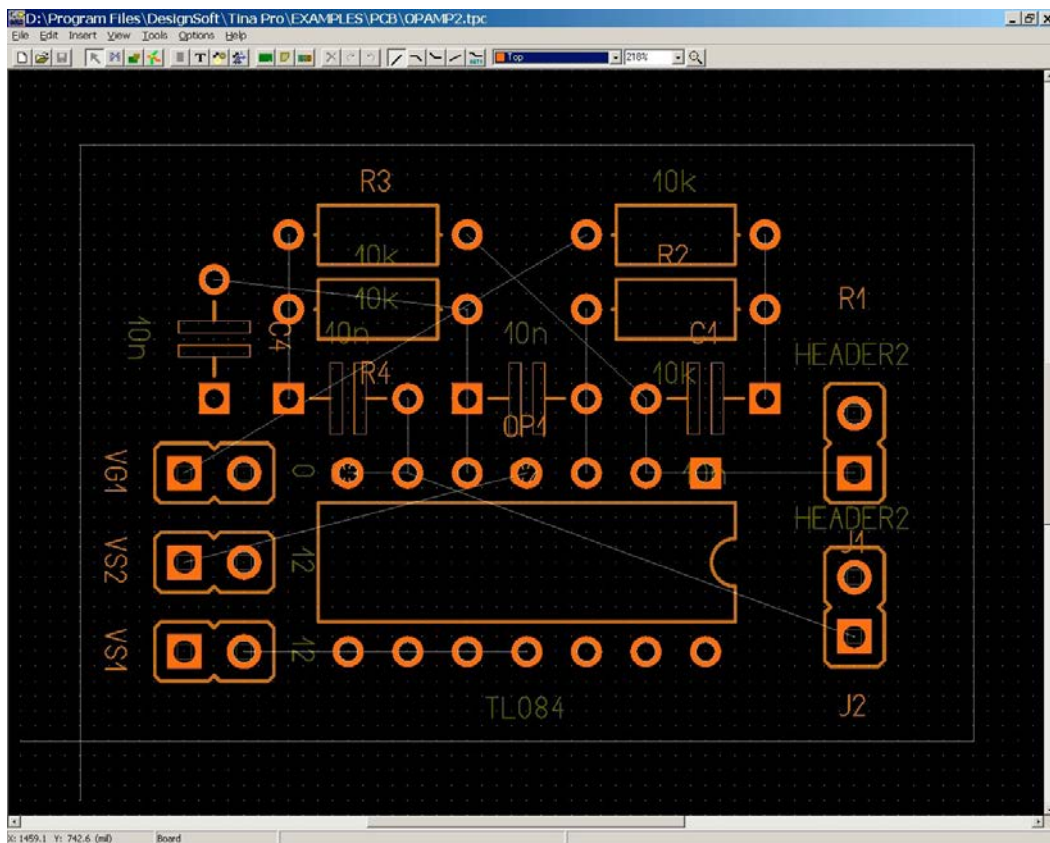 D:\Program Files\DesignSoft\Tina Pro\EXAMPLES\PCB\OPAMP2.tpc
File Edit Insert View Tools Options Help
T Top 218%
R3 10k
10k R2
10k R1
10n C4 10n 10n C1 HEADER2
R4 10k
OP1
VG1 0 10n
HEADER2
VS2 12 J1
VS1 12
TL084 J2
X: 1459.1 Y: 742.6 (mil) Board